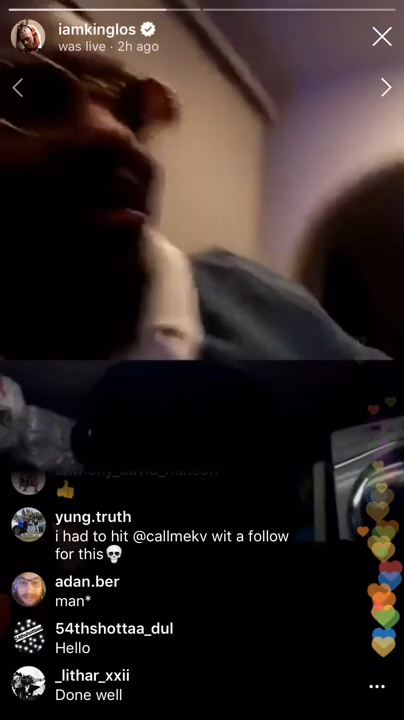 iamkinglos
was live · 2h ago
anthony_david_hanson
👍
yung.truth
i had to hit @callmekv wit a follow
for this💀
adan.ber
man*
54thshottaa_dul
Hello
_lithar_xxii
Done well